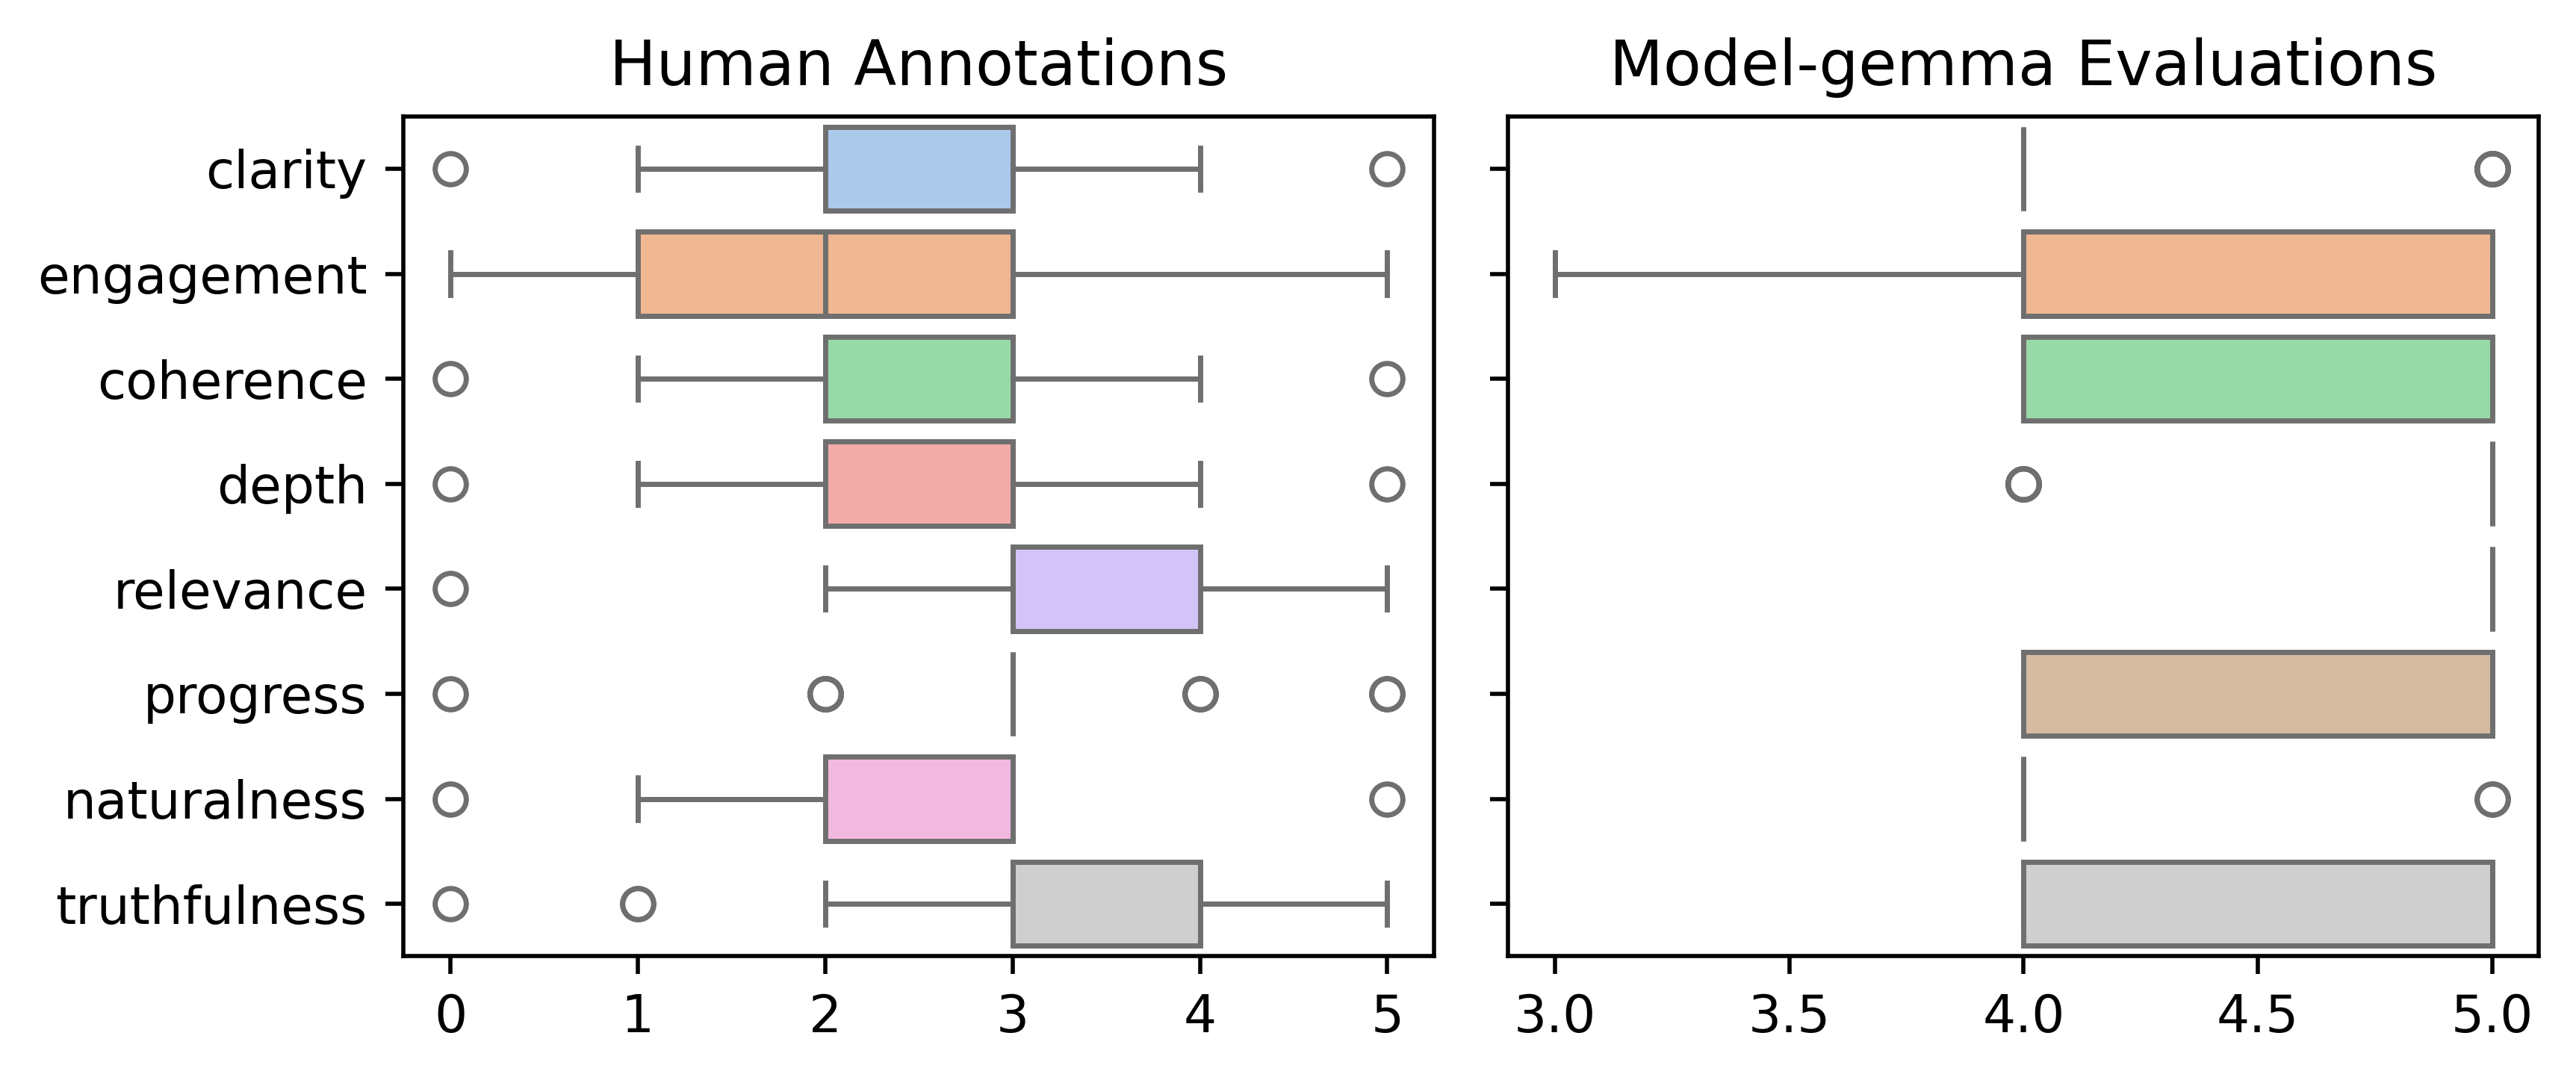 Human Annotations
Model-gemma Evaluations
clarity
engagement
coherence
depth
relevance
progress
naturalness
truthfulness
0 1 2 3 4 5
3.0 3.5 4.0 4.5 5.0